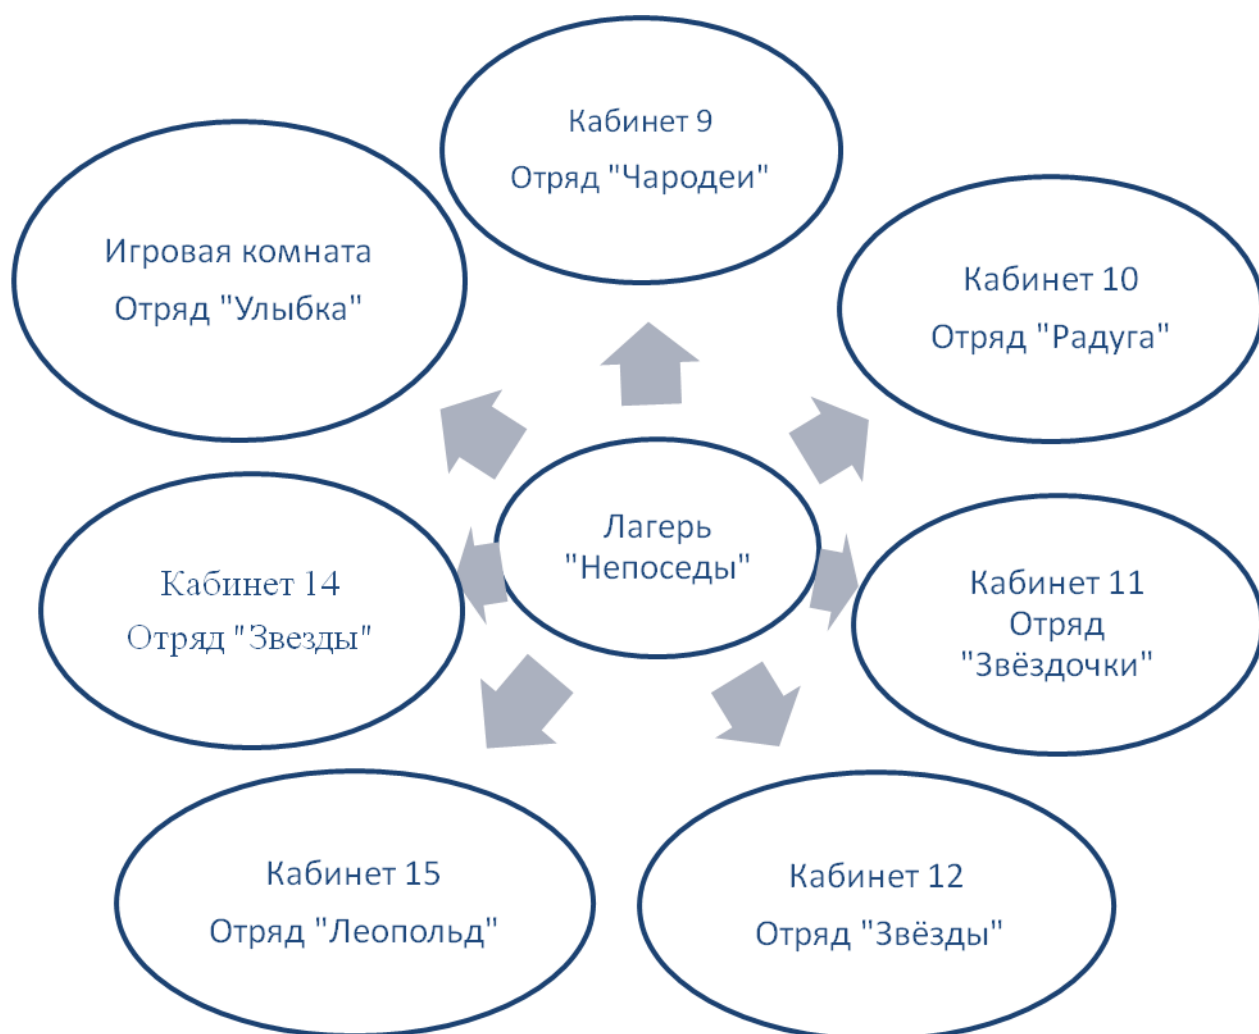 Кабинет 9
Отряд "Чародеи"
Игровая комната
Отряд "Улыбка"
Кабинет 10
Отряд "Радуга"
Лагерь
"Непоседы"
Кабинет 14
Отряд "Звезды"
Кабинет 11
Отряд
"Звёздочки"
Кабинет 15
Отряд "Леопольд"
Кабинет 12
Отряд "Звёзды"